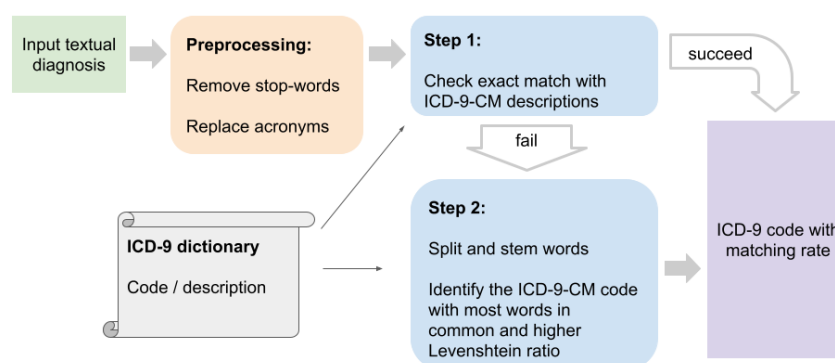 Input textual
diagnosis
Preprocessing:
Remove stop-words
Replace acronyms
Step 1:
Check exact match with
ICD-9-CM descriptions
succeed
fail
ICD-9 dictionary
Code / description
Step 2:
Split and stem words
Identify the ICD-9-CM code
with most words in
common and higher
Levenshtein ratio
ICD-9 code with
matching rate